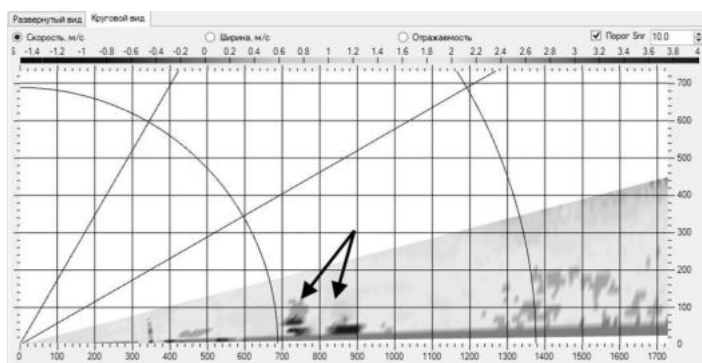 Развернутый вид Круговой вид
Скорость, м/с Ширина, м/с Отражаемость Порог Snr 10.0
-1.4 -1.2 -1 -0.8 -0.6 -0.4 -0.2 0 0.2 0.4 0.6 0.8 1 1.2 1.4 1.6 1.8 2 2.2 2.4 2.6 2.8 3 3.2 3.4 3.6 3.8 4
700
600
500
400
300
200
100
0
0 100 200 300 400 500 600 700 800 900 1000 1100 1200 1300 1400 1500 1600 1700